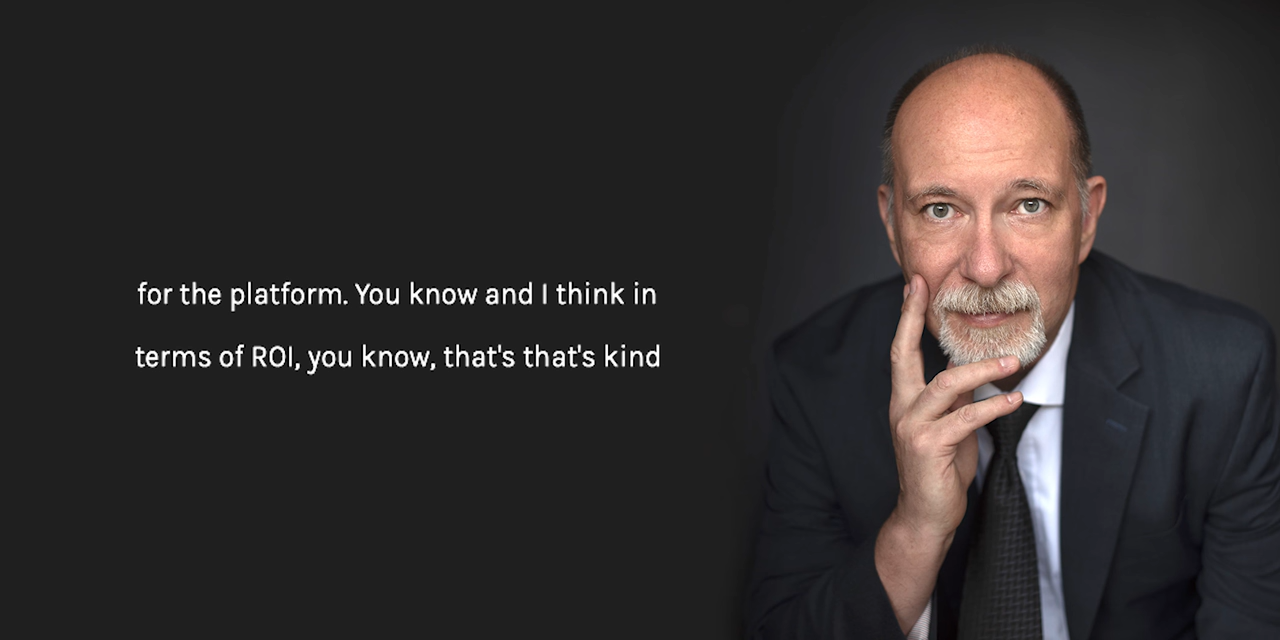 for the platform. You know and I think in
terms of ROI, you know, that's that's kind